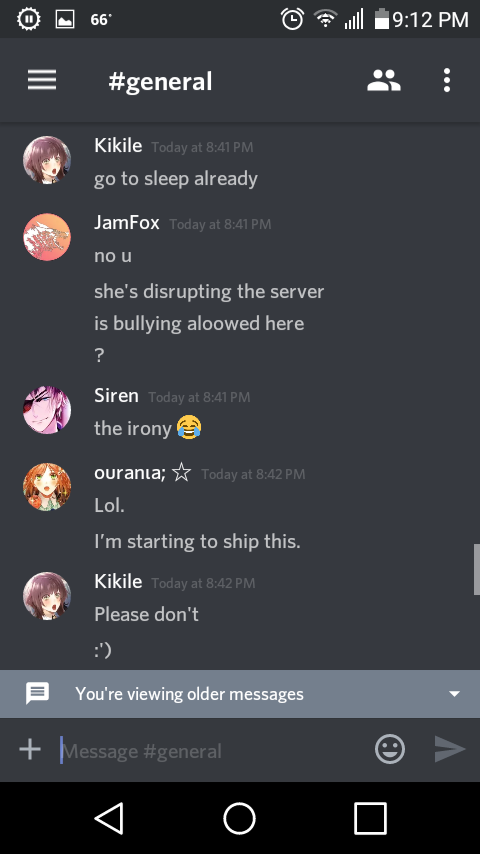 66°
9:12 PM
#general
Kikile Today at 8:41 PM
go to sleep already
JamFox Today at 8:41 PM
no u
she's disrupting the server
is bullying aloowed here
?
Siren Today at 8:41 PM
the irony 😂
ouranıa; ☆ Today at 8:42 PM
Lol.
I’m starting to ship this.
Kikile Today at 8:42 PM
Please don't
:')
You're viewing older messages
Message #general